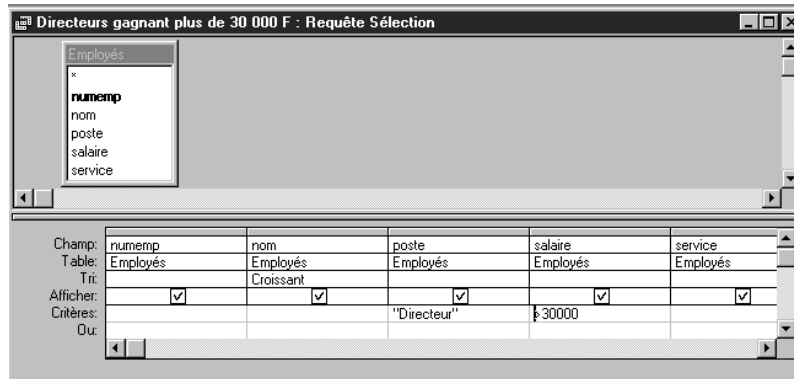 Directeurs gagnant plus de 30 000 F : Requête Sélection
Employés
*
numemp
nom
poste
salaire
service
Champ: numemp nom poste salaire service
Table: Employés Employés Employés Employés Employés
Tri: Croissant
Afficher:
Critères: "Directeur" >30000
Ou: